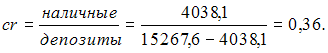 cr = наличные / депозиты = 4038,1 / 15267,6 − 4038,1 = 0,36.